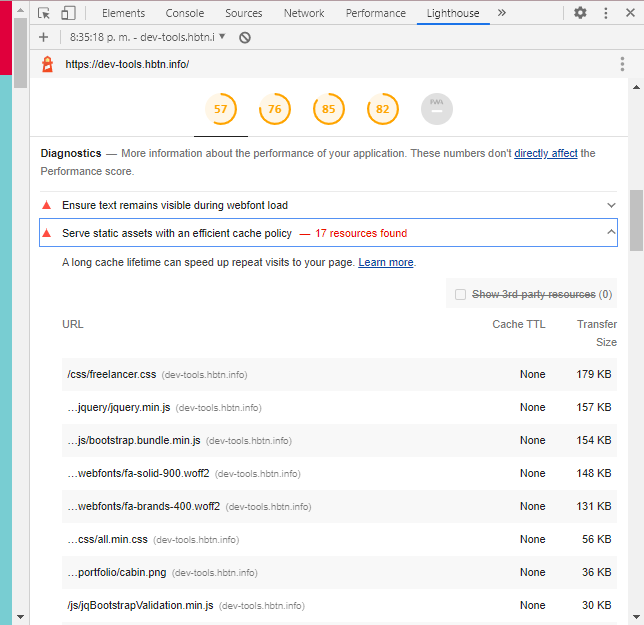 Elements Console Sources Network Performance Lighthouse »
+ 8:35:18 p. m. - dev-tools.hbtn.i
https://dev-tools.hbtn.info/
57 76 85 82 PWA
Diagnostics — More information about the performance of your application. These numbers don't directly affect the
Performance score.
Ensure text remains visible during webfont load
Serve static assets with an efficient cache policy — 17 resources found
A long cache lifetime can speed up repeat visits to your page. Learn more.
Show 3rd-party resources (0)
URL Cache TTL Transfer
Size
/css/freelancer.css (dev-tools.hbtn.info) None 179 KB
…jquery/jquery.min.js (dev-tools.hbtn.info) None 157 KB
…js/bootstrap.bundle.min.js (dev-tools.hbtn.info) None 154 KB
…webfonts/fa-solid-900.woff2 (dev-tools.hbtn.info) None 148 KB
…webfonts/fa-brands-400.woff2 (dev-tools.hbtn.info) None 131 KB
…css/all.min.css (dev-tools.hbtn.info) None 56 KB
…portfolio/cabin.png (dev-tools.hbtn.info) None 36 KB
/js/jqBootstrapValidation.min.js (dev-tools.hbtn.info) None 30 KB